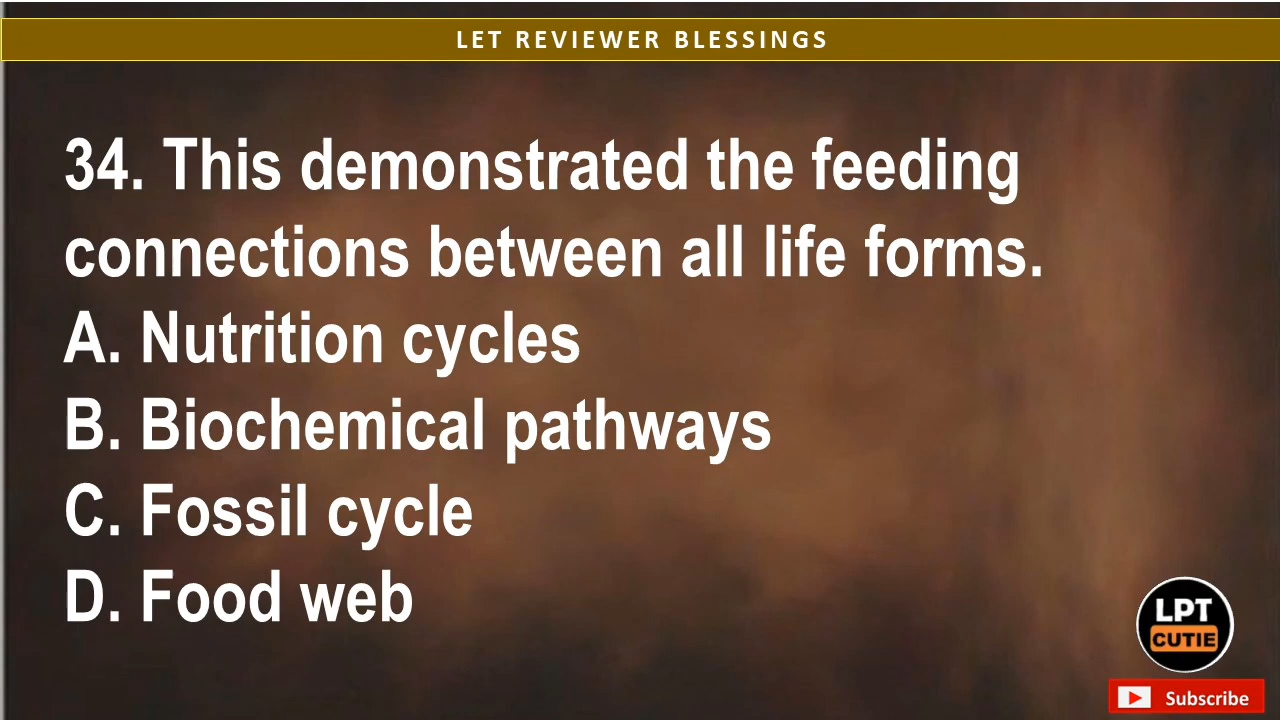 LET REVIEWER BLESSINGS
34. This demonstrated the feeding
connections between all life forms.
A. Nutrition cycles
B. Biochemical pathways
C. Fossil cycle
D. Food web
LPT
CUTIE
Subscribe